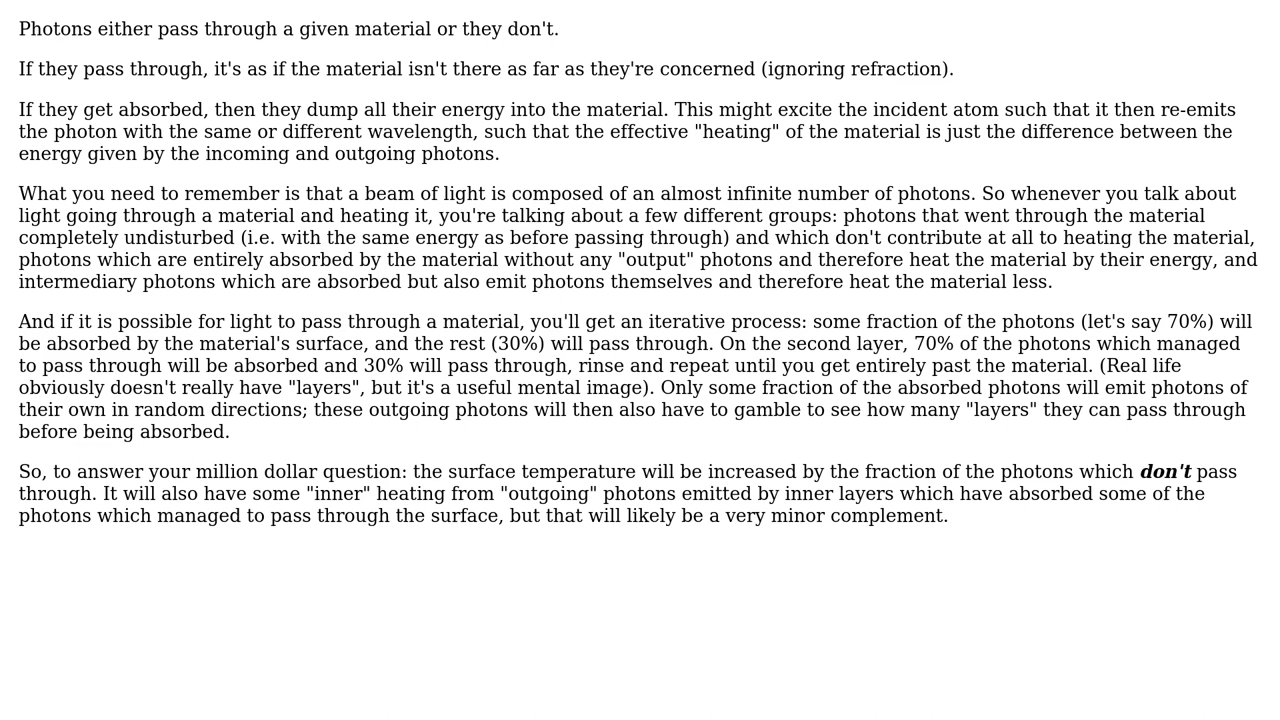 Photons either pass through a given material or they don't.
If they pass through, it's as if the material isn't there as far as they're concerned (ignoring refraction).
If they get absorbed, then they dump all their energy into the material. This might excite the incident atom such that it then re-emits
the photon with the same or different wavelength, such that the effective "heating" of the material is just the difference between the
energy given by the incoming and outgoing photons.
What you need to remember is that a beam of light is composed of an almost infinite number of photons. So whenever you talk about
light going through a material and heating it, you're talking about a few different groups: photons that went through the material
completely undisturbed (i.e. with the same energy as before passing through) and which don't contribute at all to heating the material,
photons which are entirely absorbed by the material without any "output" photons and therefore heat the material by their energy, and
intermediary photons which are absorbed but also emit photons themselves and therefore heat the material less.
And if it is possible for light to pass through a material, you'll get an iterative process: some fraction of the photons (let's say 70%) will
be absorbed by the material's surface, and the rest (30%) will pass through. On the second layer, 70% of the photons which managed
to pass through will be absorbed and 30% will pass through, rinse and repeat until you get entirely past the material. (Real life
obviously doesn't really have "layers", but it's a useful mental image). Only some fraction of the absorbed photons will emit photons of
their own in random directions; these outgoing photons will then also have to gamble to see how many "layers" they can pass through
before being absorbed.
So, to answer your million dollar question: the surface temperature will be increased by the fraction of the photons which don't pass
through. It will also have some "inner" heating from "outgoing" photons emitted by inner layers which have absorbed some of the
photons which managed to pass through the surface, but that will likely be a very minor complement.